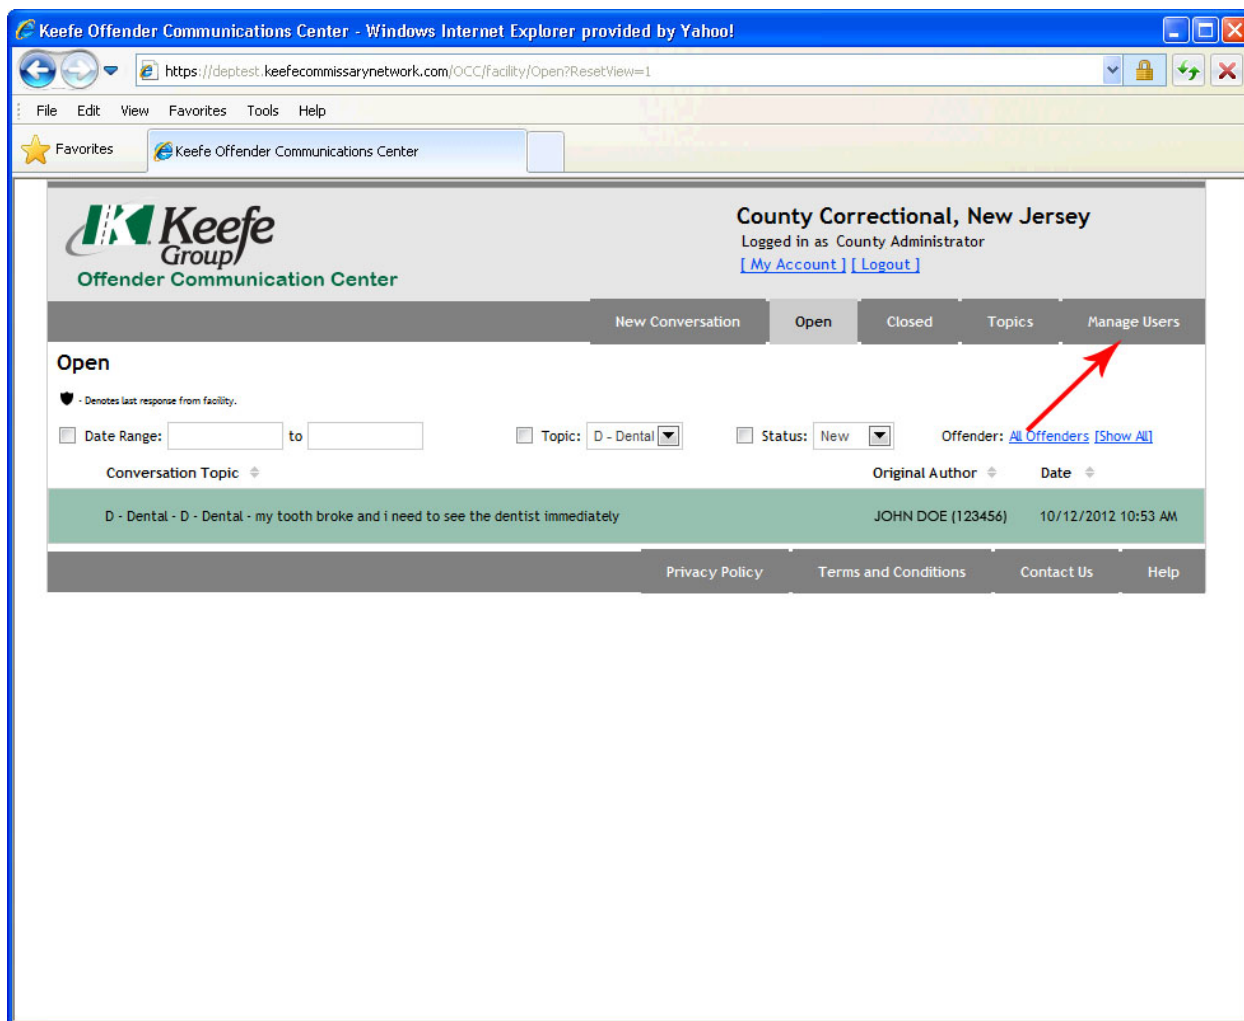 Keefe Offender Communications Center - Windows Internet Explorer provided by Yahoo!
https://deptest.keefecommissarynetwork.com/OCC/facility/Open?ResetView=1
File Edit View Favorites Tools Help
Favorites Keefe Offender Communications Center
Keefe
Group
Offender Communication Center
County Correctional, New Jersey
Logged in as County Administrator
[ My Account ] [ Logout ]
New Conversation Open Closed Topics Manage Users
Open
- Denotes last response from facility.
Date Range: to Topic: D - Dental Status: New Offender: All Offenders [Show All]
Conversation Topic Original Author Date
D - Dental - D - Dental - my tooth broke and i need to see the dentist immediately JOHN DOE (123456) 10/12/2012 10:53 AM
Privacy Policy Terms and Conditions Contact Us Help